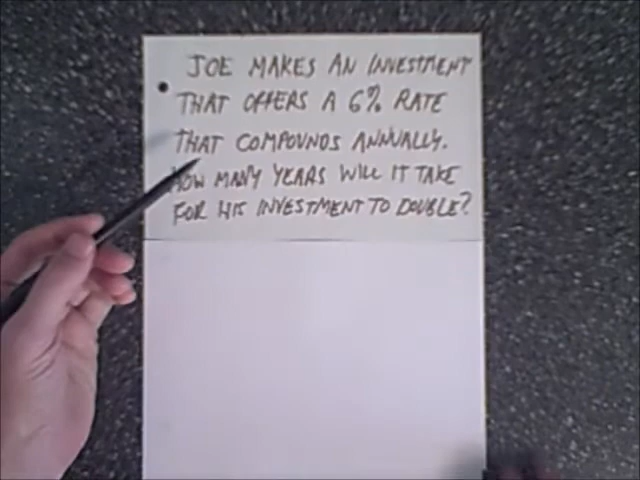 JOE MAKES AN INVESTMENT
THAT OFFERS A 6% RATE
THAT COMPOUNDS ANNUALLY.
HOW MANY YEARS WILL IT TAKE
FOR HIS INVESTMENT TO DOUBLE?